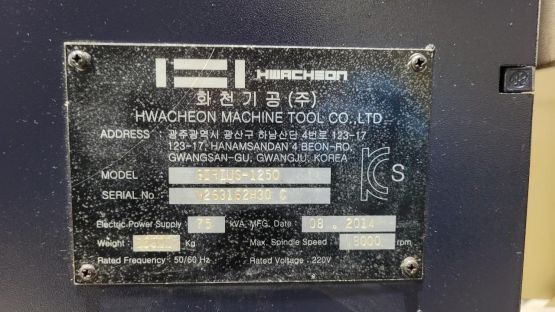 HWACHEON
화천기공(주)
HWACHEON MACHINE TOOL CO.,LTD
ADDRESS : 광주광역시 광산구 하남산단 4번로 123-17
123-17, HANAMSANDAN 4 BEON-RO,
GWANGSAN-GU, GWANGJU, KOREA
MODEL SIRIUS-1250
SERIAL No
Electric Power Supply 75 kVA. MFG. Date 08 . 2014
Weight Kg Max. Spindle Speed 18000 rpm
Rated Frequency : 50/60 Hz Rated Voltage : 220V
S